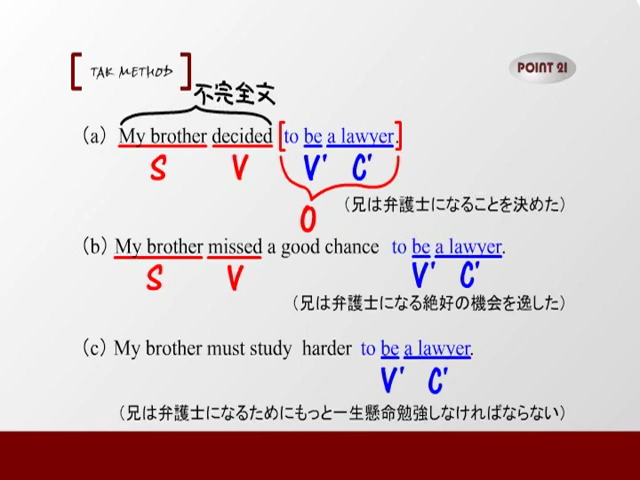 [TAK METHOD]
POINT 21
不完全文
(a) My brother decided [to be a lawyer.]
S V V' C'
O
(兄は弁護士になることを決めた)
(b) My brother missed a good chance to be a lawyer.
S V V' C'
(兄は弁護士になる絶好の機会を逸した)
(c) My brother must study harder to be a lawyer.
V' C'
(兄は弁護士になるためにもっと一生懸命勉強しなければならない)